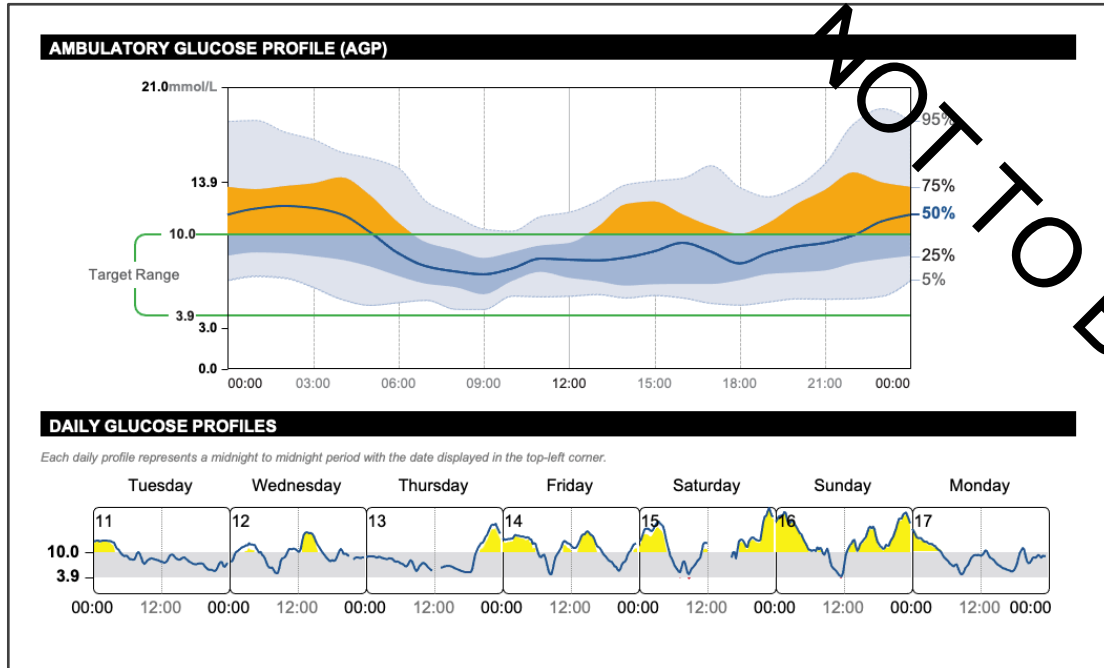 AMBULATORY GLUCOSE PROFILE (AGP)
21.0 mmol/L
95%
13.9
75%
50%
10.0
25%
Target Range
5%
3.9
3.0
0.0
00:00 03:00 06:00 09:00 12:00 15:00 18:00 21:00 00:00
NOT TO
DAILY GLUCOSE PROFILES
Each daily profile represents a midnight to midnight period with the date displayed in the top-left corner.
Tuesday Wednesday Thursday Friday Saturday Sunday Monday
11 12 13 14 15 16 17
10.0
3.9
00:00 12:00 00:00 12:00 00:00 12:00 00:00 12:00 00:00 12:00 00:00 12:00 00:00 12:00 00:00